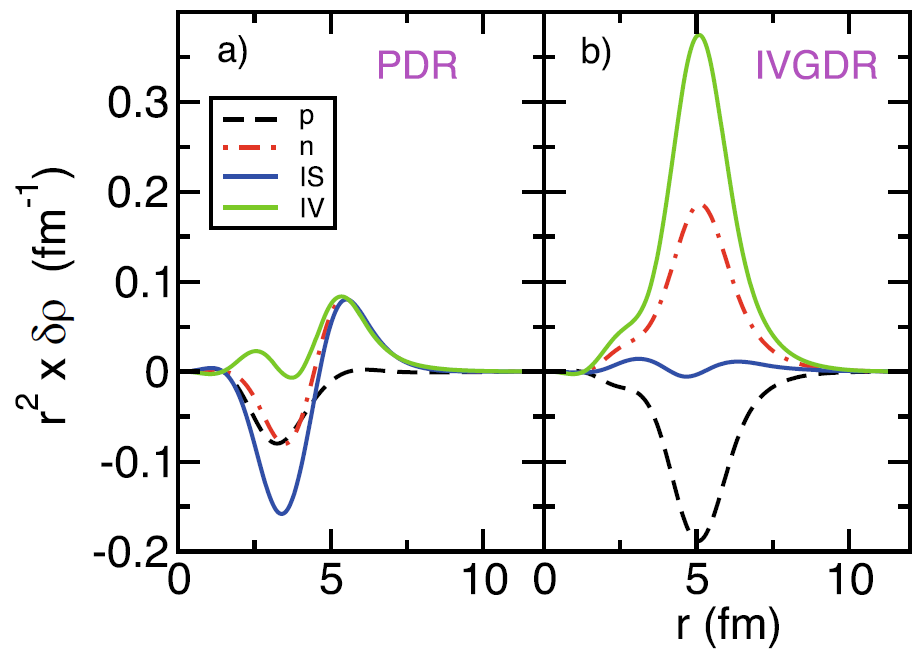 a)
PDR
b)
IVGDR
p
n
IS
IV
0.3
0.2
0.1
0
-0.1
-0.2
r² x δρ (fm⁻¹)
0 5 10 0 5 10
r (fm)